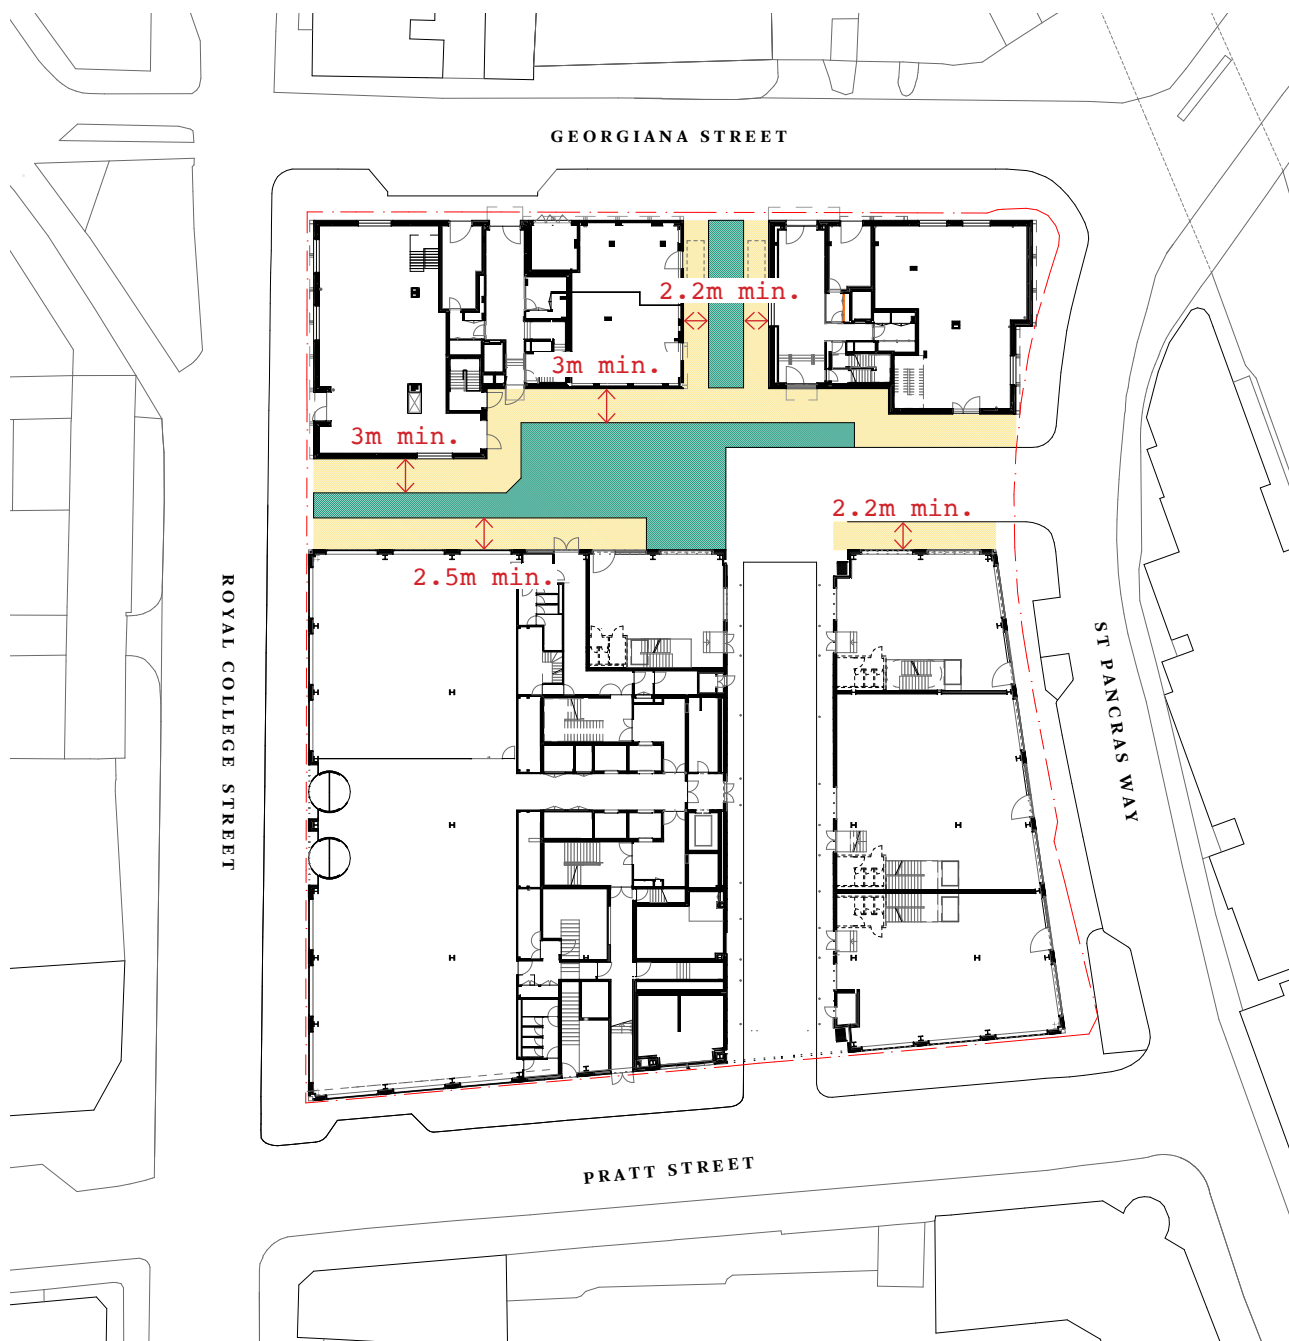 GEORGIANA STREET
2.2m min.
3m min.
3m min.
2.2m min.
2.5m min.
ROYAL COLLEGE STREET
ST PANCRAS WAY
PRATT STREET